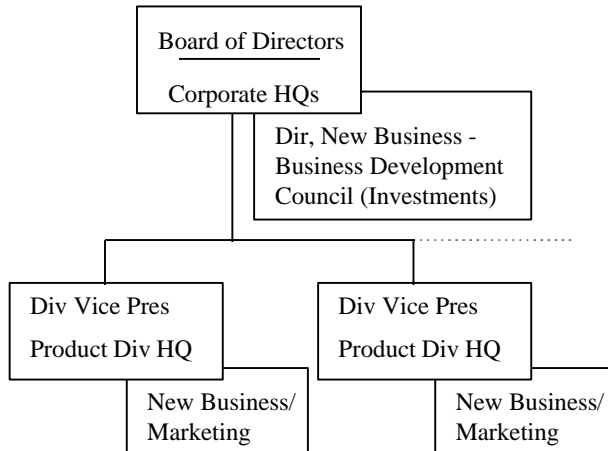 Board of Directors
Corporate HQs
Dir, New Business -
Business Development
Council (Investments)
Div Vice Pres
Product Div HQ
New Business/
Marketing
Div Vice Pres
Product Div HQ
New Business/
Marketing